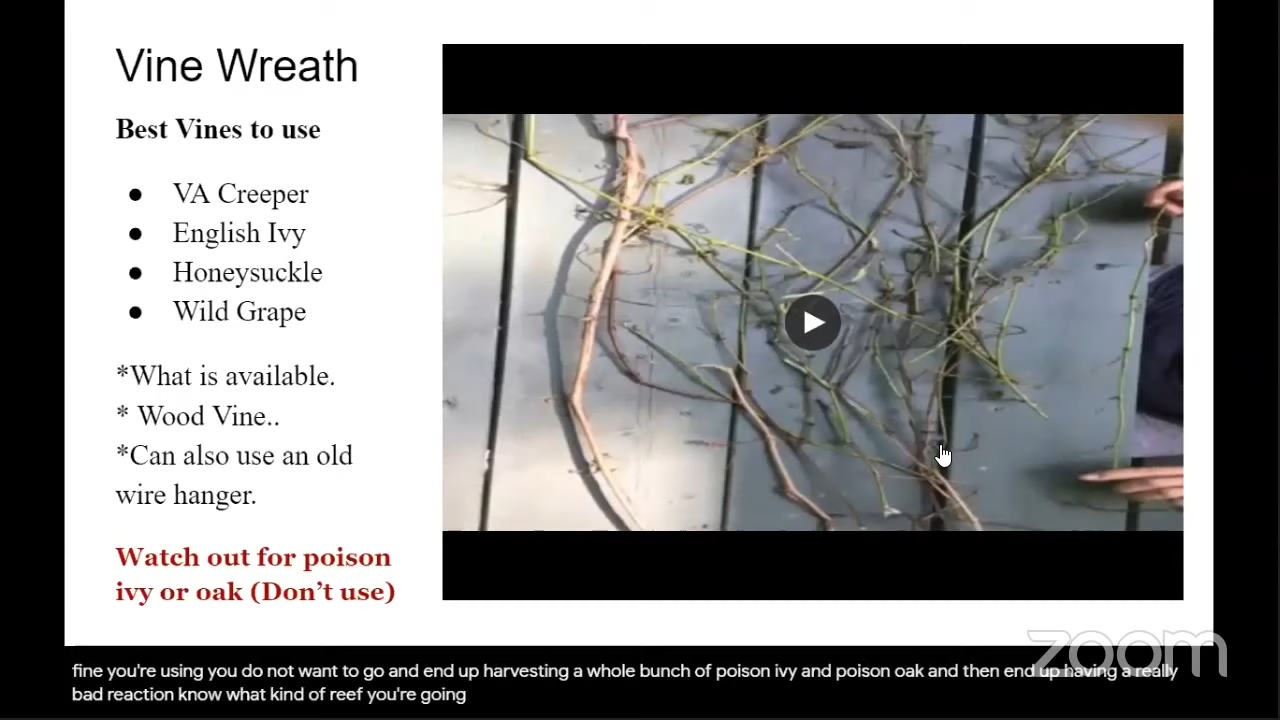 Vine Wreath
Best Vines to use
● VA Creeper
● English Ivy
● Honeysuckle
● Wild Grape
*What is available.
* Wood Vine..
*Can also use an old
wire hanger.
Watch out for poison
ivy or oak (Don't use)
zoom
fine you're using you do not want to go and end up harvesting a whole bunch of poison ivy and poison oak and then end up having a really
bad reaction know what kind of reef you're going